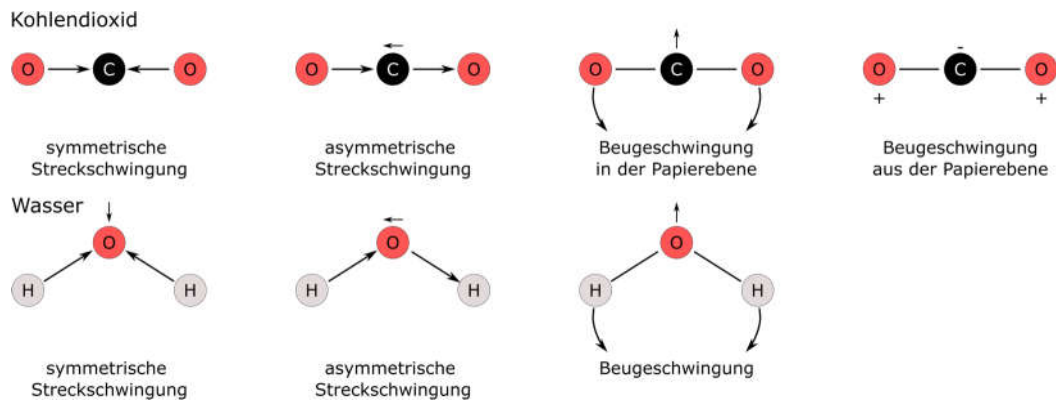 Kohlendioxid
O C O
O C O
O C O
- 
O C O
+ +
symmetrische
Streckschwingung
asymmetrische
Streckschwingung
Beugeschwingung
in der Papierebene
Beugeschwingung
aus der Papierebene
Wasser
O
H H
O
H H
O
H H
symmetrische
Streckschwingung
asymmetrische
Streckschwingung
Beugeschwingung